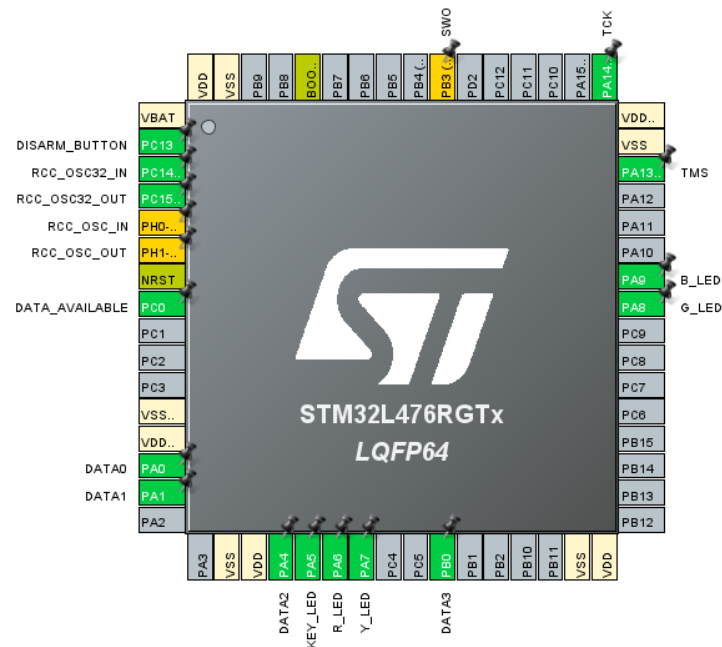 SWO
TCK
VDD
VSS
PB9
PB8
BOO..
PB7
PB6
PB5
PB4 (..
PB3 (..
PD2
PC12
PC11
PC10
PA15..
PA14..
VBAT
DISARM_BUTTON PC13
RCC_OSC32_IN PC14..
RCC_OSC32_OUT PC15..
RCC_OSC_IN PH0-..
RCC_OSC_OUT PH1-..
NRST
DATA_AVAILABLE PC0
PC1
PC2
PC3
VSS..
VDD..
DATA0 PA0
DATA1 PA1
PA2
STM32L476RGTx
LQFP64
VDD..
VSS
PA13.. TMS
PA12
PA11
PA10
PA9 B_LED
PA8 G_LED
PC9
PC8
PC7
PC6
PB15
PB14
PB13
PB12
PA3
VSS
VDD
PA4
PA5
PA6
PA7
PC4
PC5
PB0
PB1
PB2
PB10
PB11
VSS
VDD
DATA2
KEY_LED
R_LED
Y_LED
DATA3